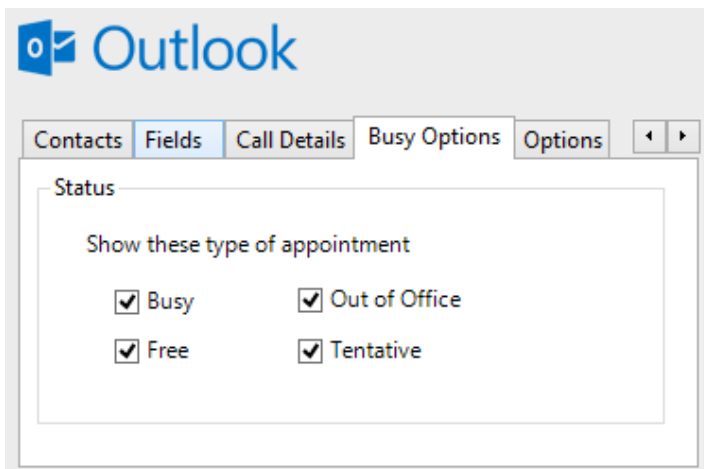 Outlook
Contacts Fields Call Details Busy Options Options
Status
Show these type of appointment
Busy Out of Office
Free Tentative